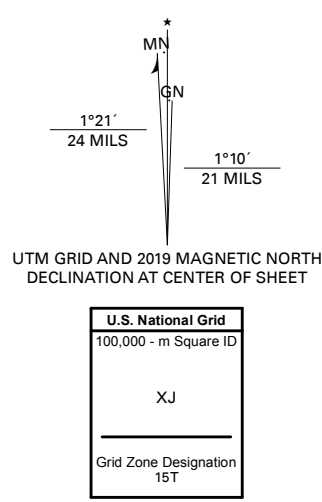 MN
GN
1°21´
24 MILS
1°10´
21 MILS
UTM GRID AND 2019 MAGNETIC NORTH
DECLINATION AT CENTER OF SHEET
U.S. National Grid
100,000 - m Square ID
XJ
Grid Zone Designation
15T